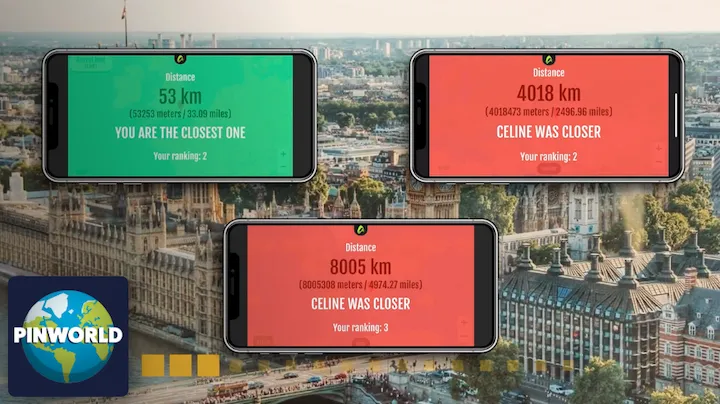 Distance
53 km
(53253 meters / 33.09 miles)
YOU ARE THE CLOSEST ONE
Your ranking: 2
Distance
4018 km
(4018473 meters / 2496.96 miles)
CELINE WAS CLOSER
Your ranking: 2
Distance
8005 km
(8005308 meters / 4974.27 miles)
CELINE WAS CLOSER
Your ranking: 3
PINWORLD